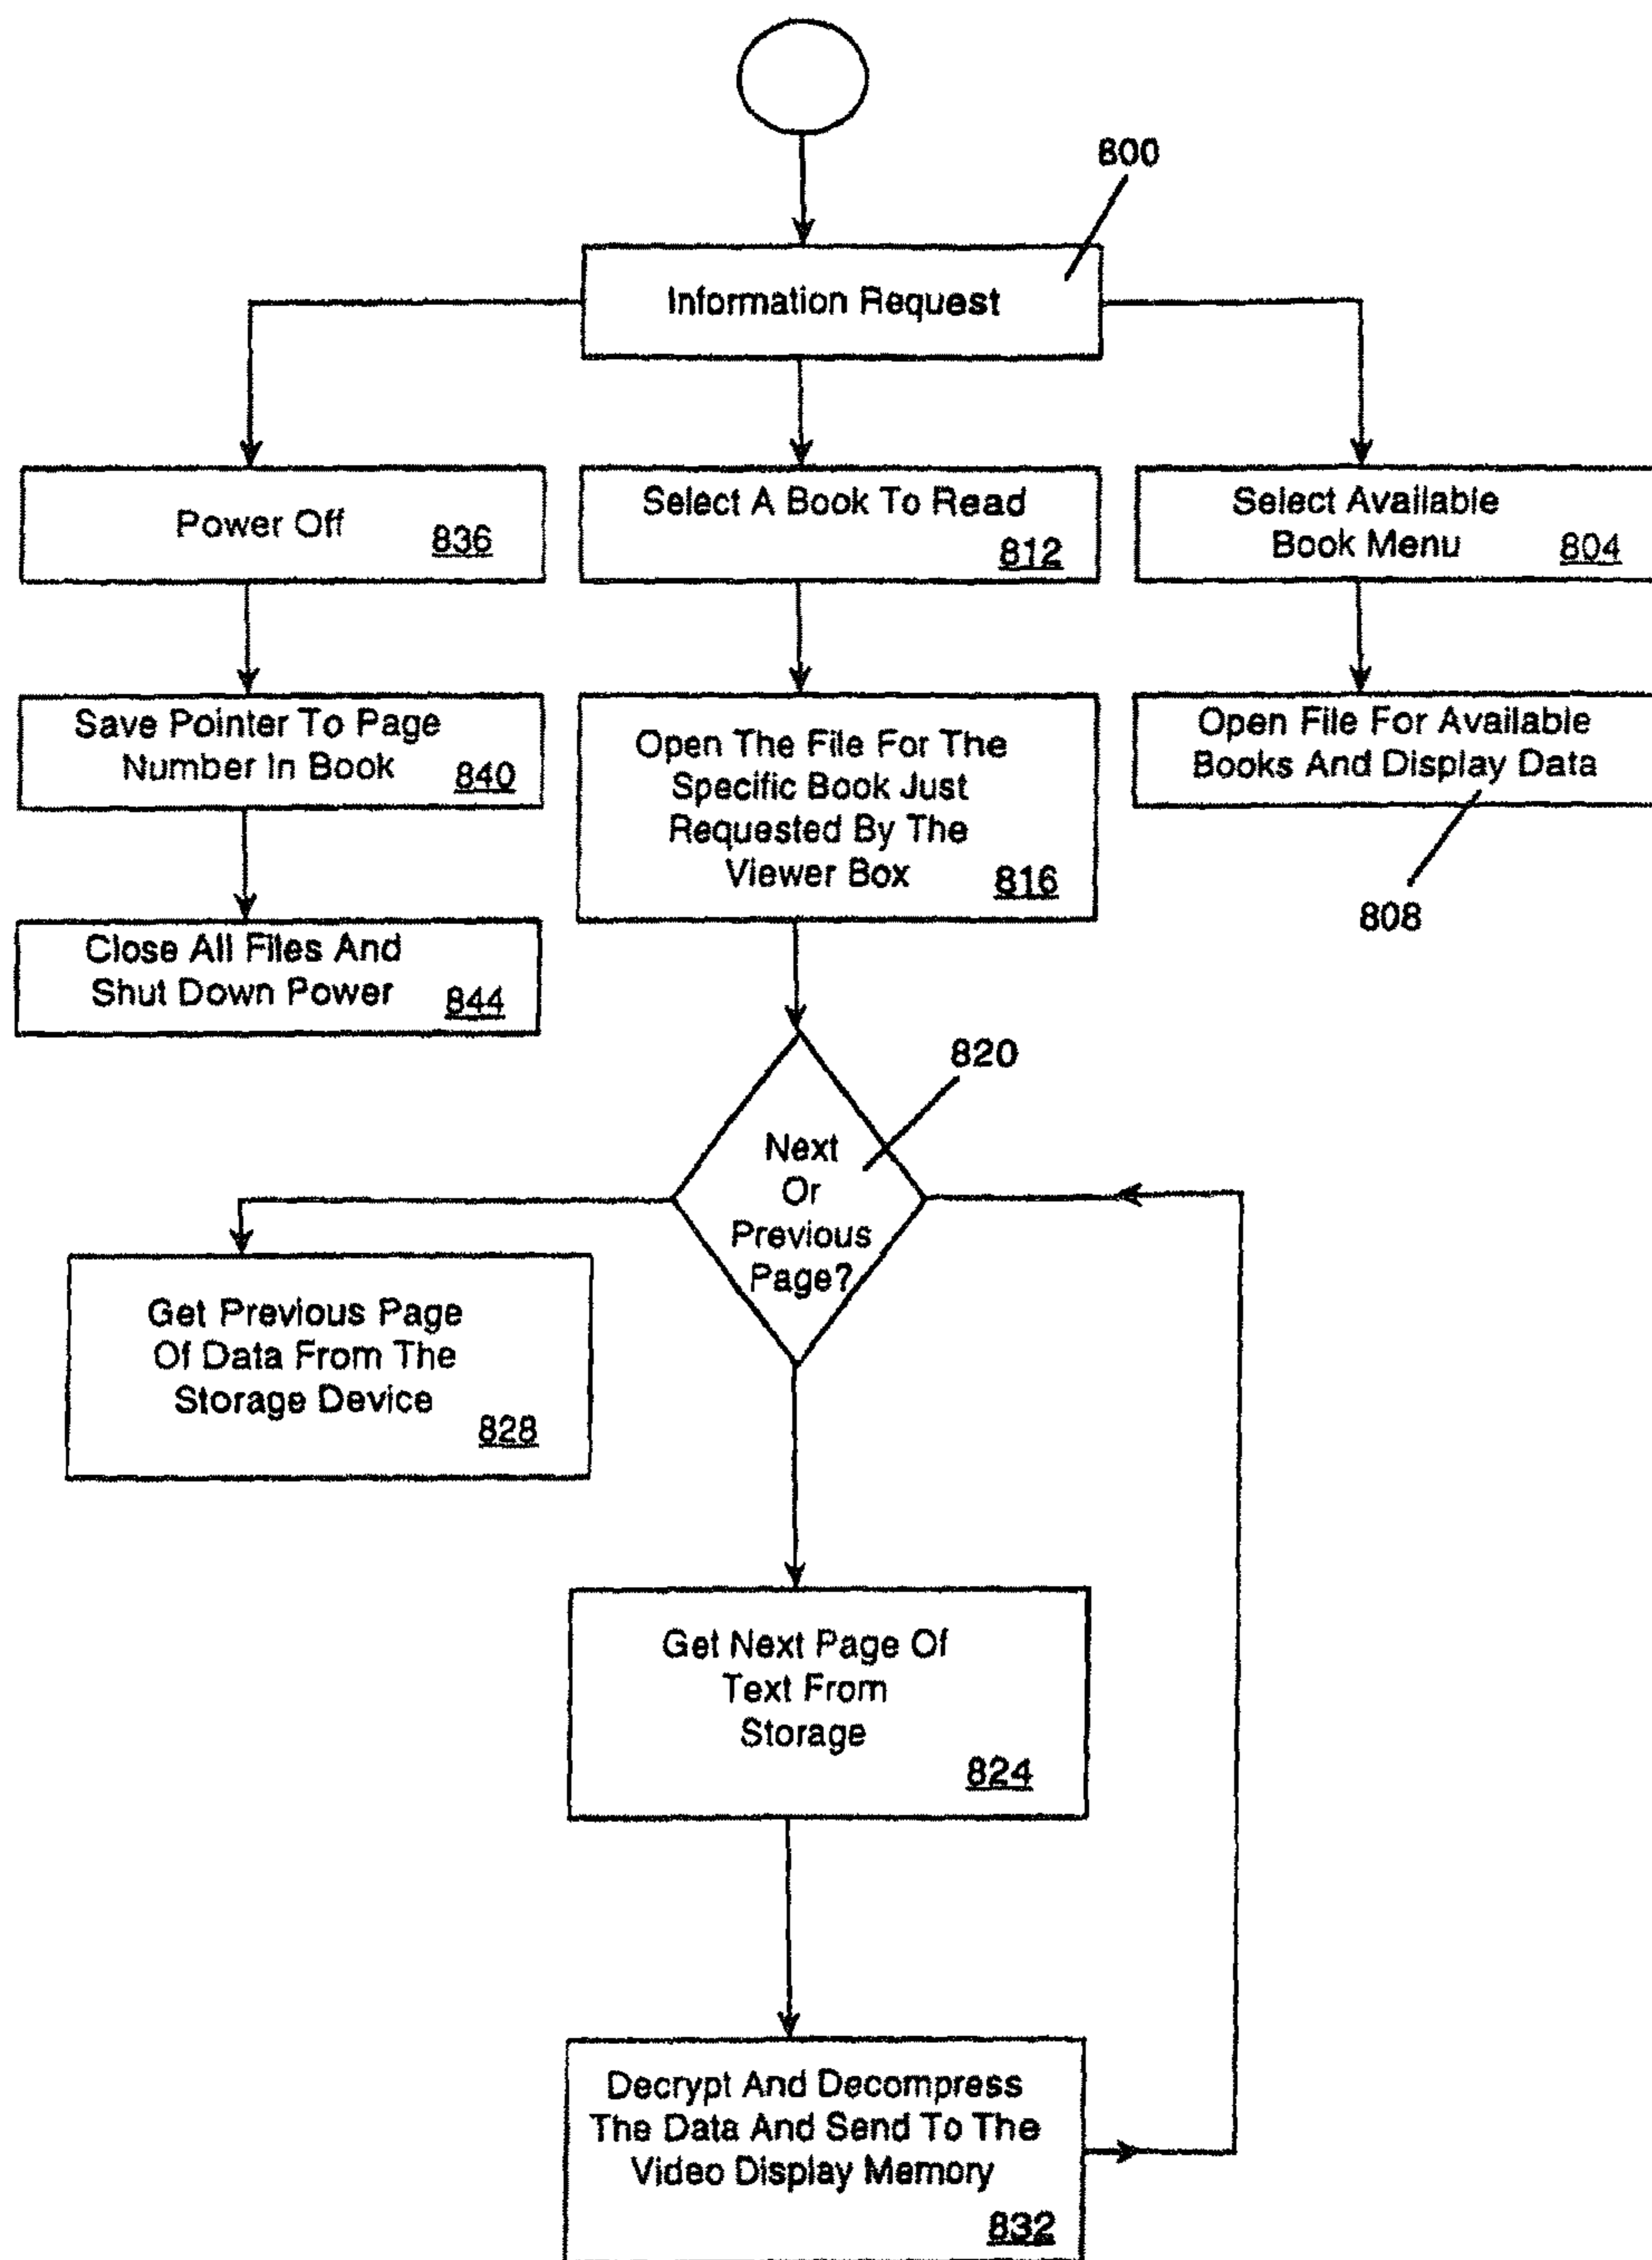 800
Information Request
Power Off
836
Select A Book To Read
812
Select Available
Book Menu
804
Save Pointer To Page
Number In Book
840
Open The File For The
Specific Book Just
Requested By The
Viewer Box
816
Open File For Available
Books And Display Data
808
Close All Files And
Shut Down Power
844
820
Next
Or
Previous
Page?
Get Previous Page
Of Data From The
Storage Device
828
Get Next Page Of
Text From
Storage
824
Decrypt And Decompress
The Data And Send To The
Video Display Memory
832